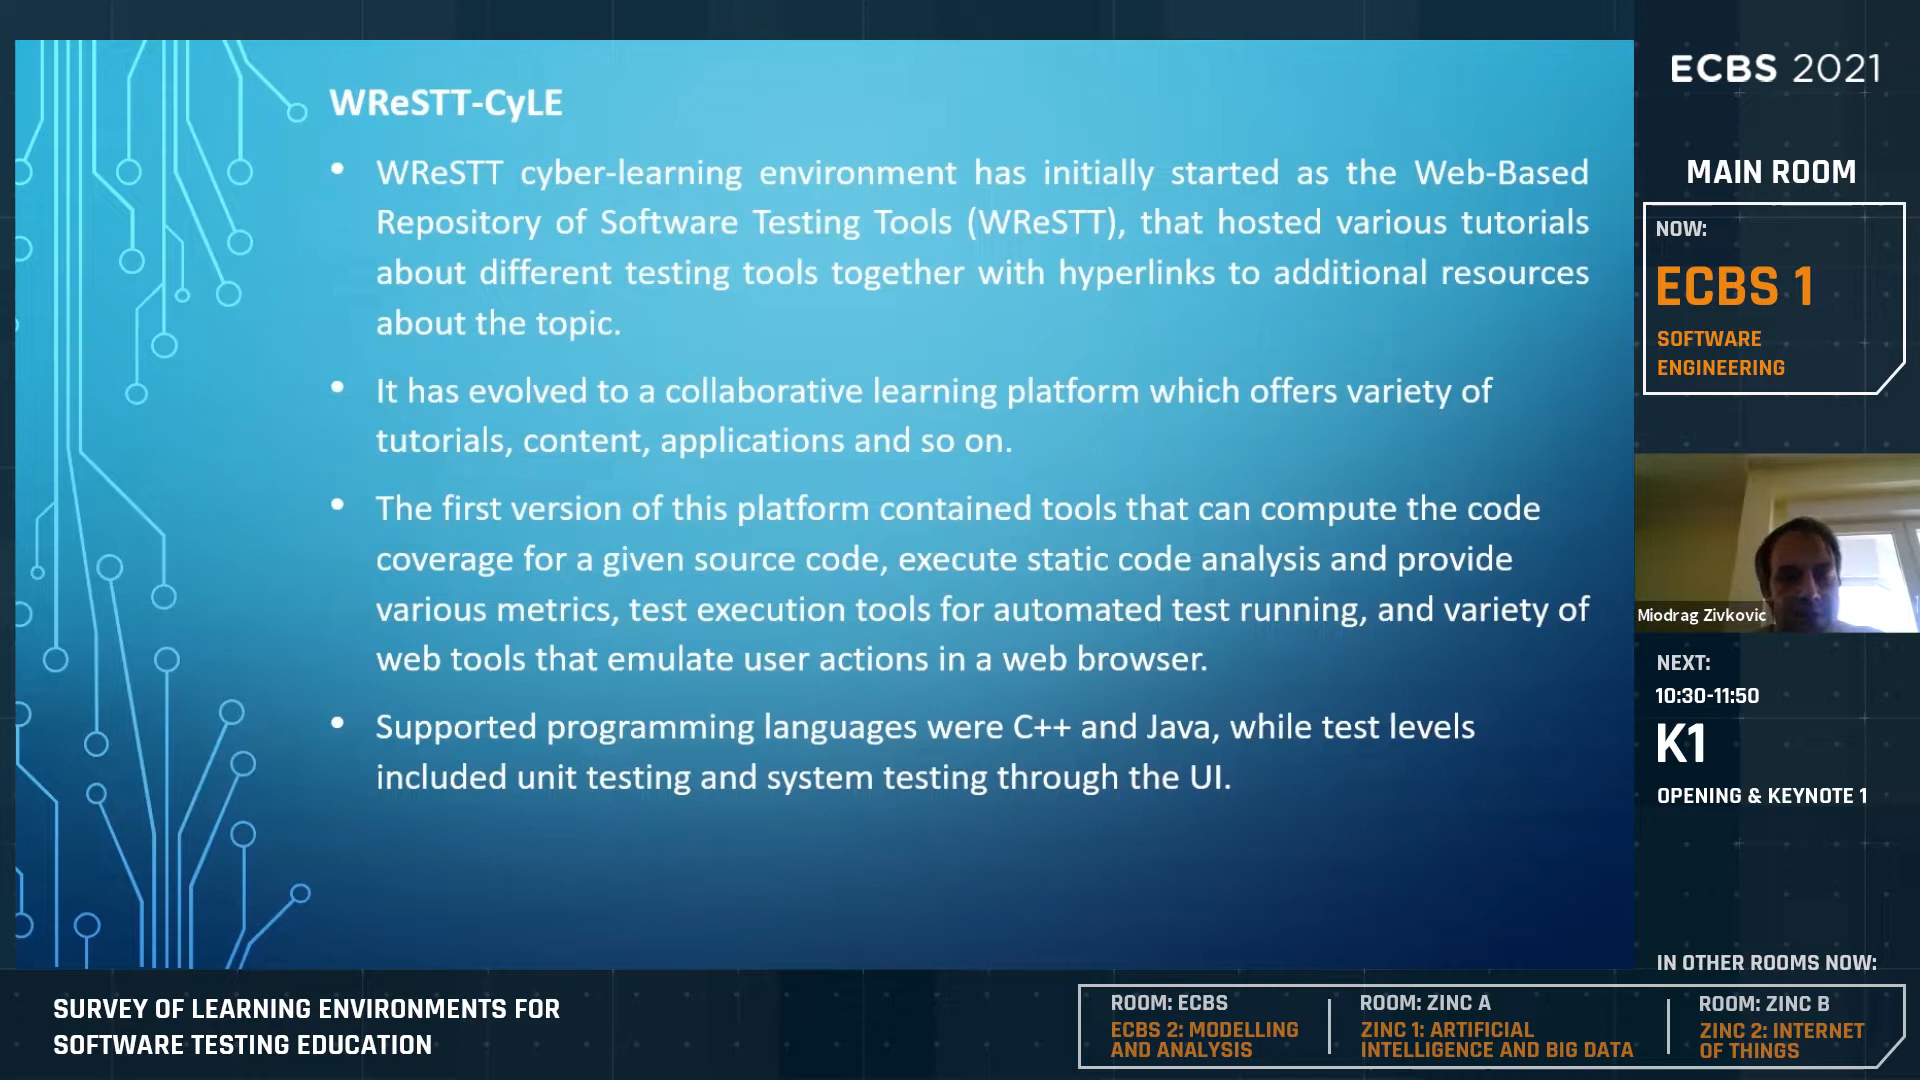 WReSTT-CyLE
• WReSTT cyber-learning environment has initially started as the Web-Based
Repository of Software Testing Tools (WReSTT), that hosted various tutorials
about different testing tools together with hyperlinks to additional resources
about the topic.
• It has evolved to a collaborative learning platform which offers variety of
tutorials, content, applications and so on.
• The first version of this platform contained tools that can compute the code
coverage for a given source code, execute static code analysis and provide
various metrics, test execution tools for automated test running, and variety of
web tools that emulate user actions in a web browser.
• Supported programming languages were C++ and Java, while test levels
included unit testing and system testing through the UI.
ECBS 2021
MAIN ROOM
NOW:
ECBS 1
SOFTWARE
ENGINEERING
Miodrag Zivkovic
NEXT:
10:30-11:50
K1
OPENING & KEYNOTE 1
IN OTHER ROOMS NOW:
SURVEY OF LEARNING ENVIRONMENTS FOR
SOFTWARE TESTING EDUCATION
ROOM: ECBS
ECBS 2: MODELLING
AND ANALYSIS
ROOM: ZINC A
ZINC 1: ARTIFICIAL
INTELLIGENCE AND BIG DATA
ROOM: ZINC B
ZINC 2: INTERNET
OF THINGS